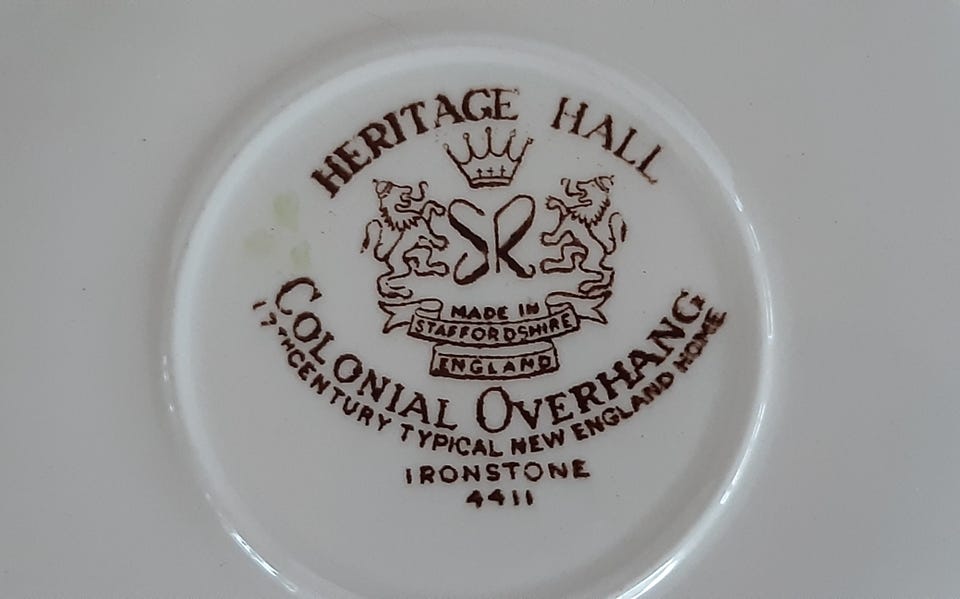 HERITAGE HALL
SR
MADE IN
STAFFORDSHIRE
ENGLAND
COLONIAL OVERHANG
17TH CENTURY TYPICAL NEW ENGLAND HOME
IRONSTONE
4411